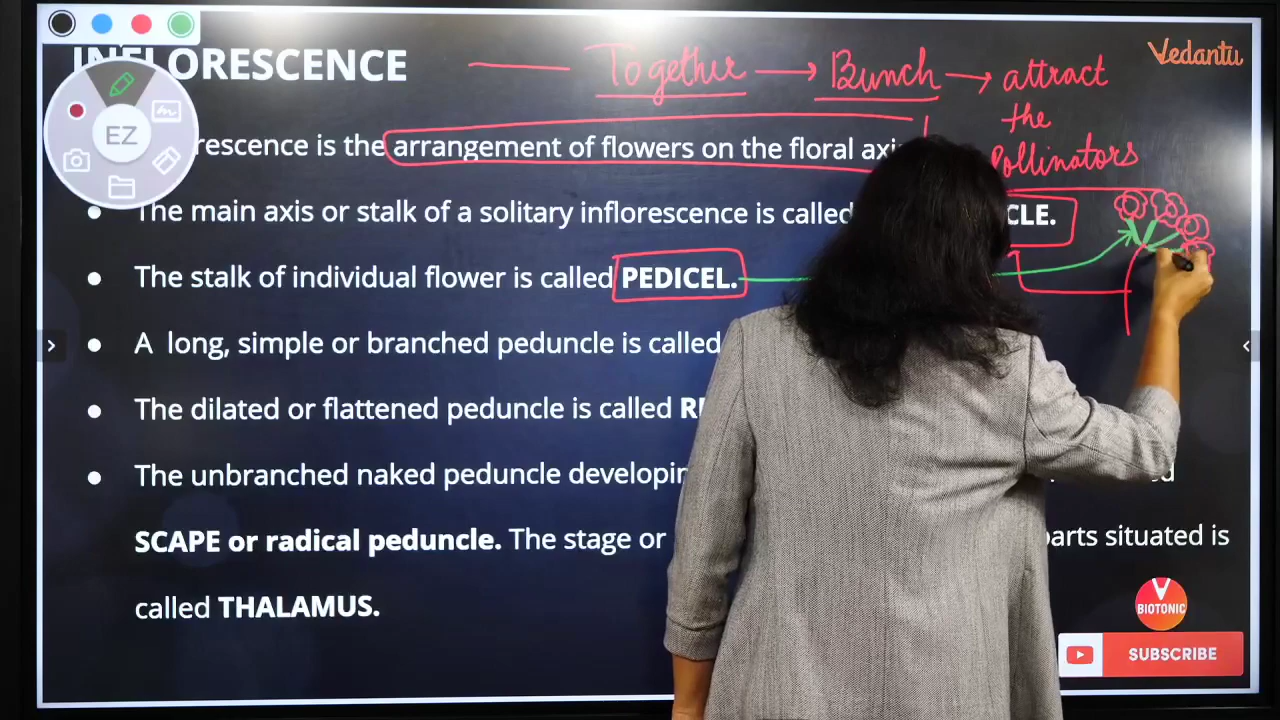 INFLORESCENCE
Together → Bunch → attract
the
Pollinators
Vedantu
EZ
rescence is the arrangement of flowers on the floral axi
The main axis or stalk of a solitary inflorescence is called CLE.
The stalk of individual flower is called PEDICEL.
A long, simple or branched peduncle is called
The dilated or flattened peduncle is called R
The unbranched naked peduncle developin
SCAPE or radical peduncle. The stage or parts situated is
called THALAMUS.
BIOTONIC
SUBSCRIBE